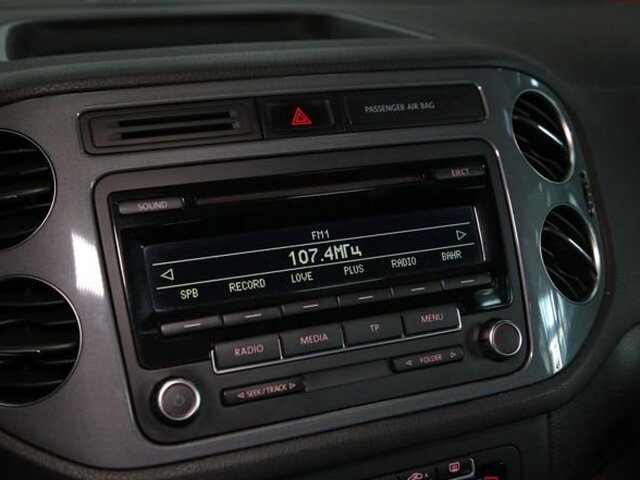 PASSENGER AIR BAG
SOUND
EJECT
FM1
107.4МГц
SPB RECORD LOVE PLUS RADIO BAHR
RADIO MEDIA TP MENU
SEEK/TRACK
FOLDER